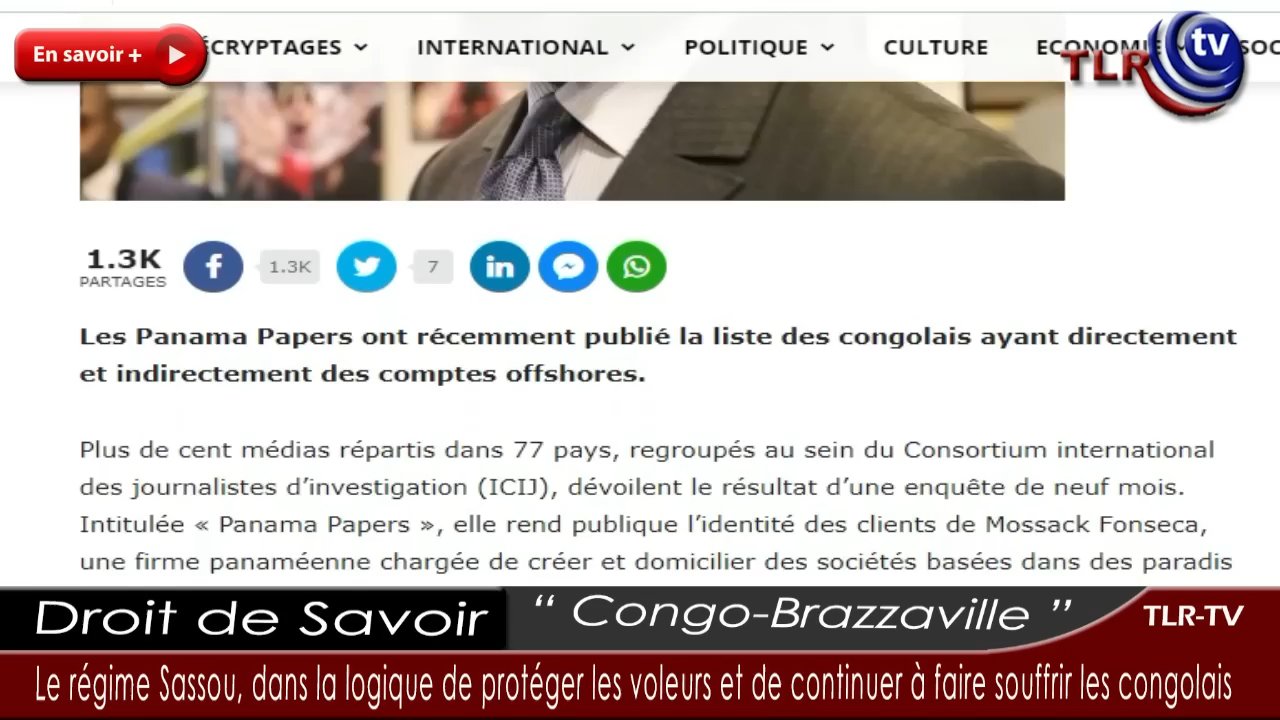 En savoir +
ÉCRYPTAGES INTERNATIONAL POLITIQUE CULTURE ECONOMIE SOC
TLR tv
1.3K
PARTAGES
1.3K
7
Les Panama Papers ont récemment publié la liste des congolais ayant directement
et indirectement des comptes offshores.
Plus de cent médias répartis dans 77 pays, regroupés au sein du Consortium international
des journalistes d’investigation (ICIJ), dévoilent le résultat d’une enquête de neuf mois.
Intitulée « Panama Papers », elle rend publique l’identité des clients de Mossack Fonseca,
une firme panaméenne chargée de créer et domicilier des sociétés basées dans des paradis
Droit de Savoir “ Congo-Brazzaville ” TLR-TV
Le régime Sassou, dans la logique de protéger les voleurs et de continuer à faire souffrir les congolais